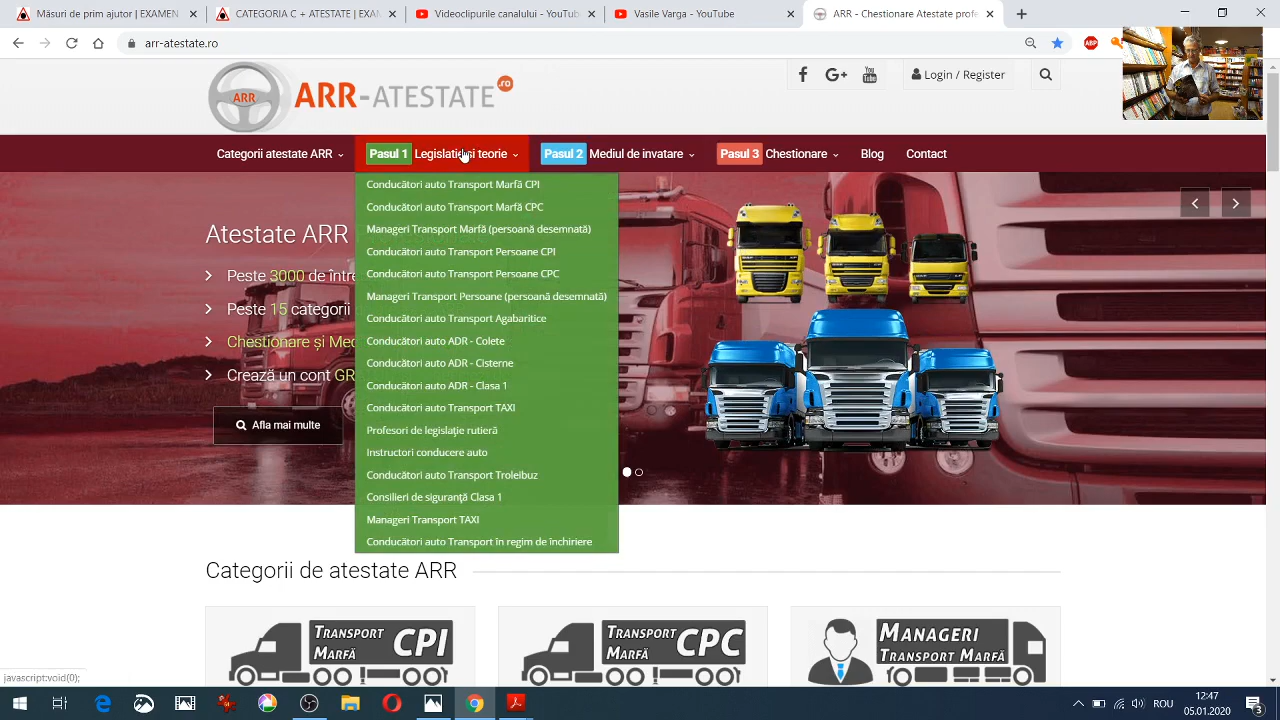 Măsuri de prim ajutor | EXAMEN
CATEGORIA C + ATESTAT | EXAME
Videoclipurile canalului - YouTub
Vasile Varga - YouTube
ARR - Chestionare Atestate profe
arr-atestate.ro
ABP
ARR
ARR-ATESTATE
.ro
You
Tube
Login / Register
Categorii atestate ARR
Pasul 1 Legislație și teorie
Pasul 2 Mediul de invatare
Pasul 3 Chestionare
Blog
Contact
Conducători auto Transport Marfă CPI
Conducători auto Transport Marfă CPC
Manageri Transport Marfă (persoană desemnată)
Conducători auto Transport Persoane CPI
Conducători auto Transport Persoane CPC
Manageri Transport Persoane (persoană desemnată)
Conducători auto Transport Agabaritice
Conducători auto ADR - Colete
Conducători auto ADR - Cisterne
Conducători auto ADR - Clasa 1
Conducători auto Transport TAXI
Profesori de legislație rutieră
Instructori conducere auto
Conducători auto Transport Troleibuz
Consilieri de siguranță Clasa 1
Manageri Transport TAXI
Conducători auto Transport în regim de închiriere
Atestate ARR
Peste 3000 de între
Peste 15 categorii
Chestionare și Med
Crează un cont GR
Afla mai multe
Categorii de atestate ARR
TRANSPORT
MARFĂ CPI
TRANSPORT
MARFĂ CPC
MANAGERI
TRANSPORT MARFĂ
javascript:void(0);
ROU
12:47
05.01.2020
3